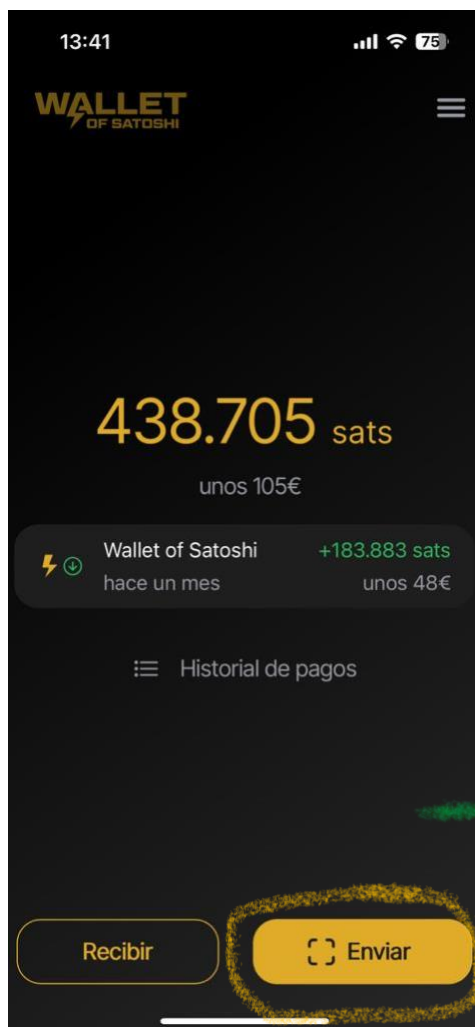 13:41
75
WALLET
OF SATOSHI
438.705 sats
unos 105€
Wallet of Satoshi +183.883 sats
hace un mes unos 48€
Historial de pagos
Recibir Enviar